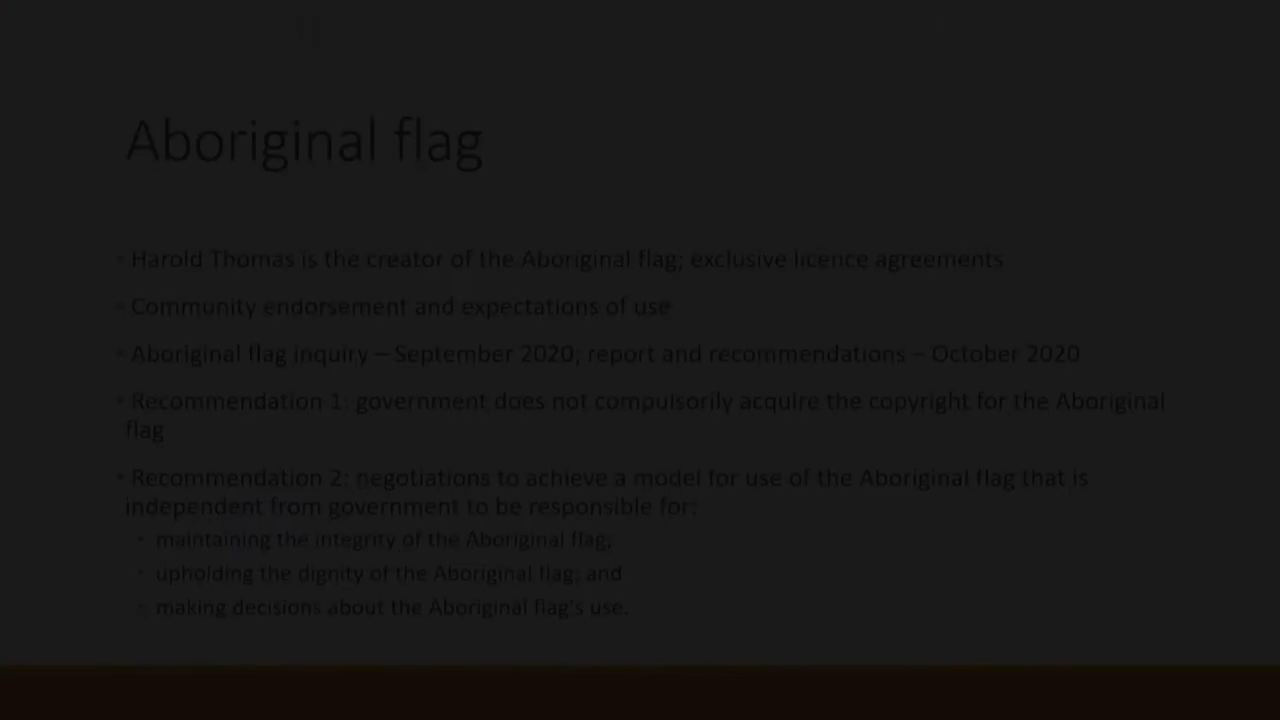 Aboriginal flag
Harold Thomas is the creator of the Aboriginal flag; exclusive licence agreements
Community endorsement and expectations of use
Aboriginal flag inquiry – September 2020; report and recommendations – October 2020
Recommendation 1: government does not compulsorily acquire the copyright for the Aboriginal
flag
Recommendation 2: negotiations to achieve a model for use of the Aboriginal flag that is
independent from government to be responsible for:
maintaining the integrity of the Aboriginal flag;
upholding the dignity of the Aboriginal flag; and
making decisions about the Aboriginal flag's use.